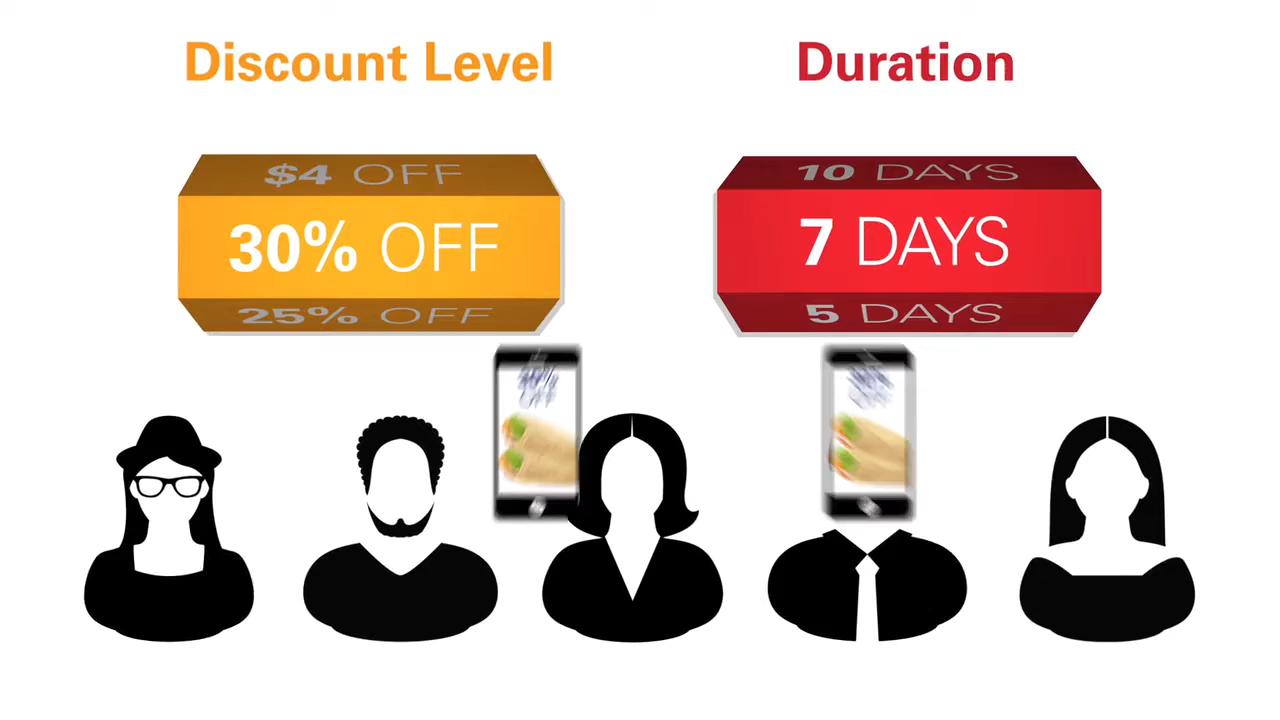 Discount Level
$4 OFF
30% OFF
25% OFF
Duration
10 DAYS
7 DAYS
5 DAYS